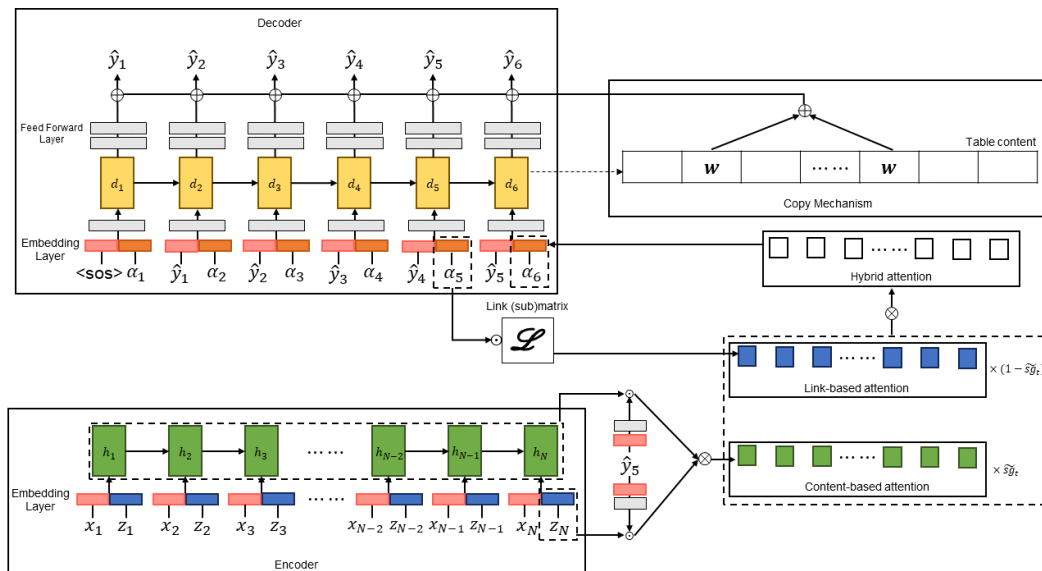 Decoder
ŷ₁ ŷ₂ ŷ₃ ŷ₄ ŷ₅ ŷ₆
Feed Forward
Layer
d₁ d₂ d₃ d₄ d₅ d₆
Embedding
Layer
<sos> α₁ ŷ₁ α₂ ŷ₂ α₃ ŷ₃ α₄ ŷ₄ α₅ ŷ₅ α₆
Table content
w ...... w
Copy Mechanism
......
Hybrid attention
Link (sub)matrix
ℒ
......
× (1 − s̃g̃ₜ)
Link-based attention
......
× s̃g̃ₜ
Content-based attention
h₁ h₂ h₃ ...... hN−2 hN−1 hN
ŷ₅
Embedding
Layer
......
x₁ z₁ x₂ z₂ x₃ z₃ xN−2 zN−2 xN−1 zN−1 xN zN
Encoder